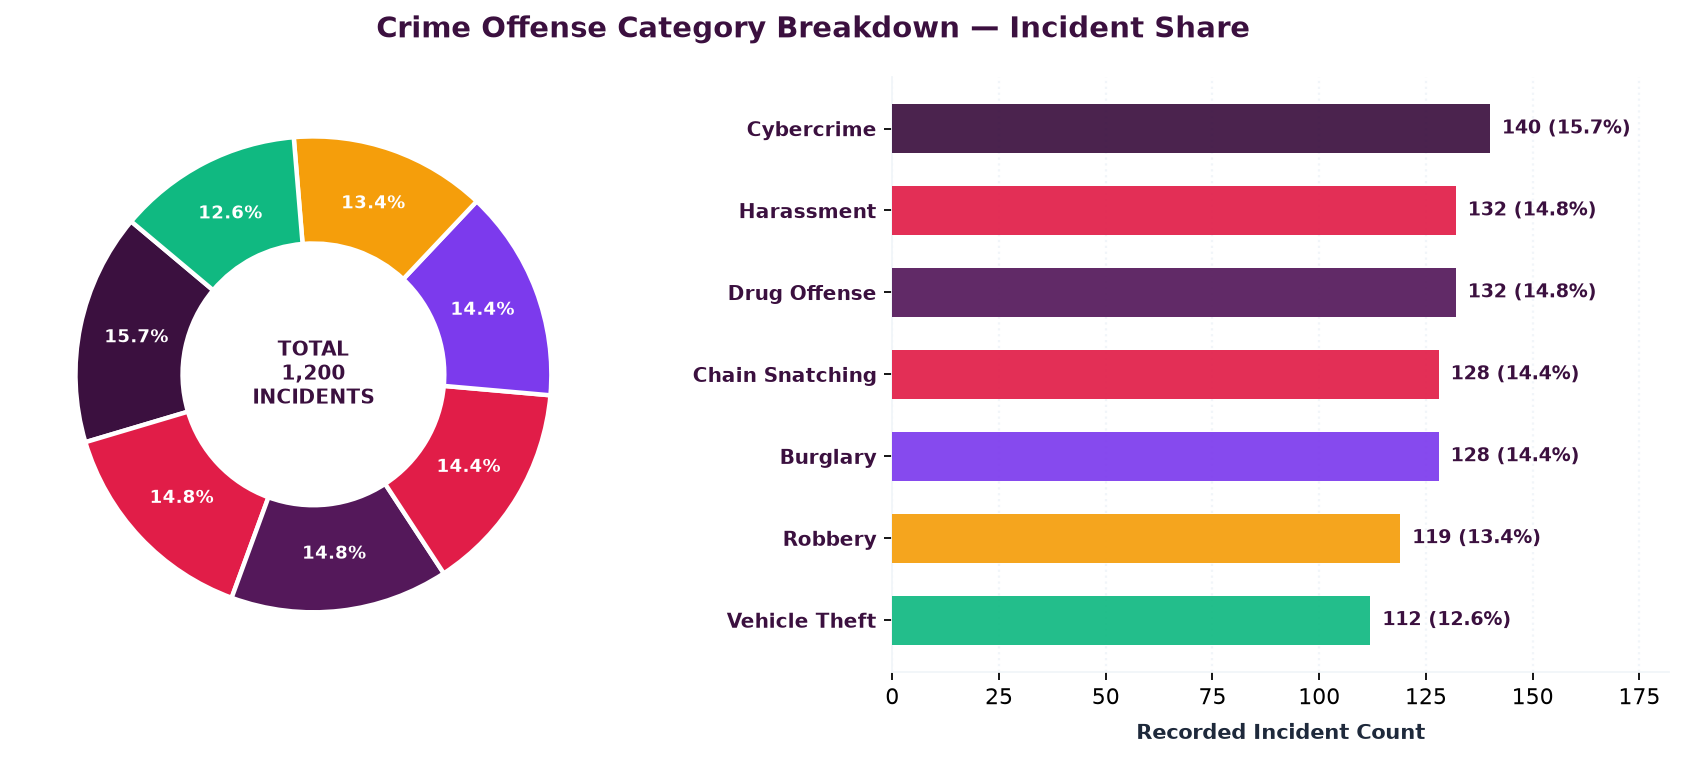 Crime Offense Category Breakdown — Incident Share
12.6%
13.4%
14.4%
15.7%
14.4%
14.8%
14.8%
TOTAL
1,200
INCIDENTS
Cybercrime 140 (15.7%)
Harassment 132 (14.8%)
Drug Offense 132 (14.8%)
Chain Snatching 128 (14.4%)
Burglary 128 (14.4%)
Robbery 119 (13.4%)
Vehicle Theft 112 (12.6%)
0 25 50 75 100 125 150 175
Recorded Incident Count